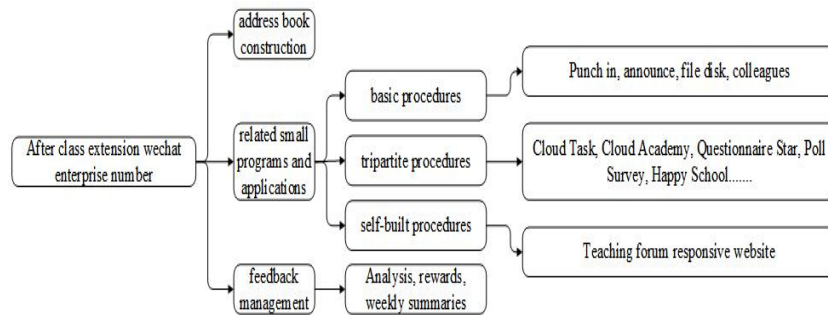 After class extension wechat
enterprise number
address book
construction
related small
programs and
applications
feedback
management
basic procedures
tripartite procedures
self-built procedures
Analysis, rewards,
weekly summaries
Punch in, announce, file disk, colleagues
Cloud Task, Cloud Academy, Questionnaire Star, Poll
Survey, Happy School.......
Teaching forum responsive website